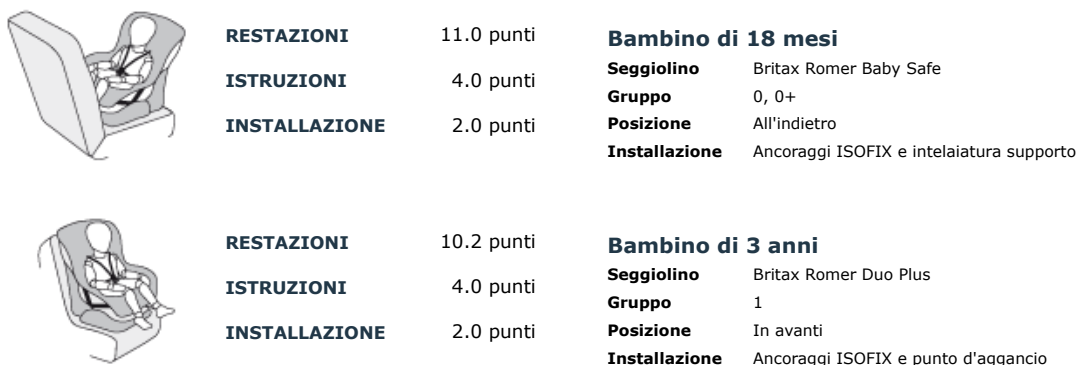 RESTAZIONI 11.0 punti
ISTRUZIONI 4.0 punti
INSTALLAZIONE 2.0 punti
Bambino di 18 mesi
Seggiolino Britax Romer Baby Safe
Gruppo 0, 0+
Posizione All'indietro
Installazione Ancoraggi ISOFIX e intelaiatura supporto
RESTAZIONI 10.2 punti
ISTRUZIONI 4.0 punti
INSTALLAZIONE 2.0 punti
Bambino di 3 anni
Seggiolino Britax Romer Duo Plus
Gruppo 1
Posizione In avanti
Installazione Ancoraggi ISOFIX e punto d'aggancio